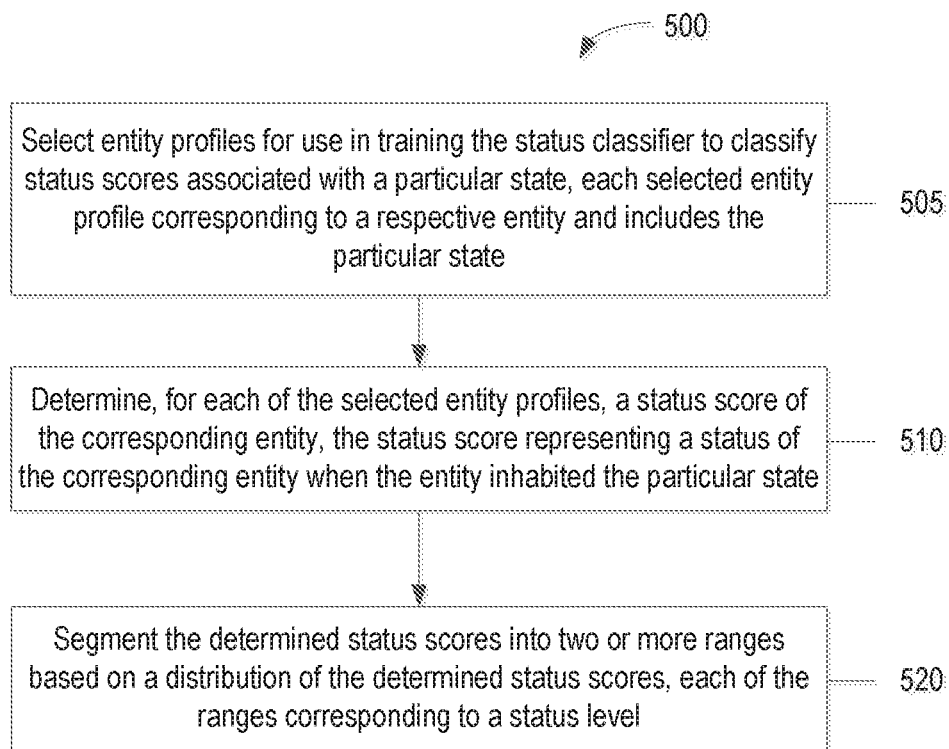 500
Select entity profiles for use in training the status classifier to classify
status scores associated with a particular state, each selected entity
profile corresponding to a respective entity and includes the
particular state
505
Determine, for each of the selected entity profiles, a status score of
the corresponding entity, the status score representing a status of
the corresponding entity when the entity inhabited the particular state
510
Segment the determined status scores into two or more ranges
based on a distribution of the determined status scores, each of the
ranges corresponding to a status level
520